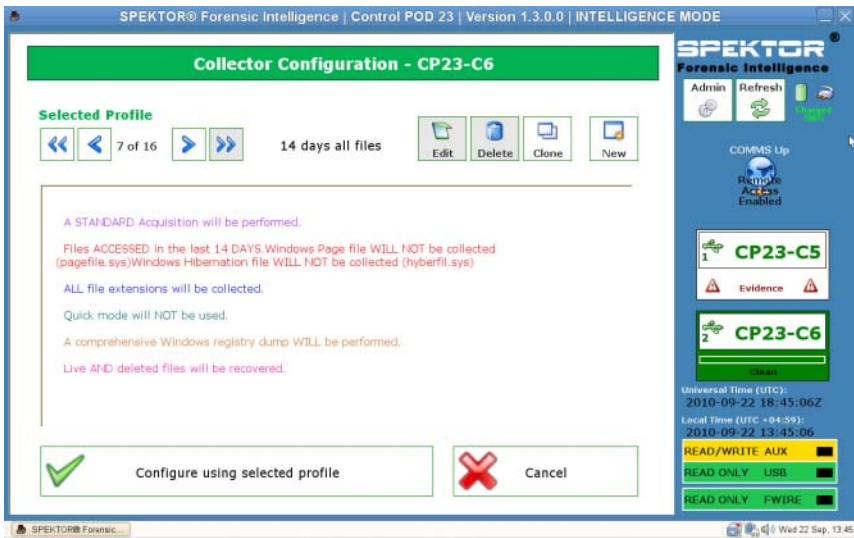 SPEKTOR® Forensic Intelligence | Control POD 23 | Version 1.3.0.0 | INTELLIGENCE MODE
Collector Configuration - CP23-C6
Selected Profile
7 of 16
14 days all files
Edit
Delete
Clone
New
A STANDARD Acquisition will be performed.
Files ACCESSED in the last 14 DAYS.Windows Page file WILL NOT be collected
(pagefile.sys)Windows Hibernation file WILL NOT be collected (hyberfil.sys)
ALL file extensions will be collected.
Quick mode will NOT be used.
A comprehensive Windows registry dump WILL be performed.
Live AND deleted files will be recovered.
Configure using selected profile
Cancel
SPEKTOR®
Forensic Intelligence
Admin
Refresh
COMMS Up
Remote
Access
Enabled
1
CP23-C5
Evidence
2
CP23-C6
Clean
Universal Time (UTC):
2010-09-22 18:45:06Z
Local Time (UTC -04:59):
2010-09-22 13:45:06
READ/WRITE AUX
READ ONLY USB
READ ONLY FWIRE
SPEKTOR® Forensic...
Wed 22 Sep, 13:45